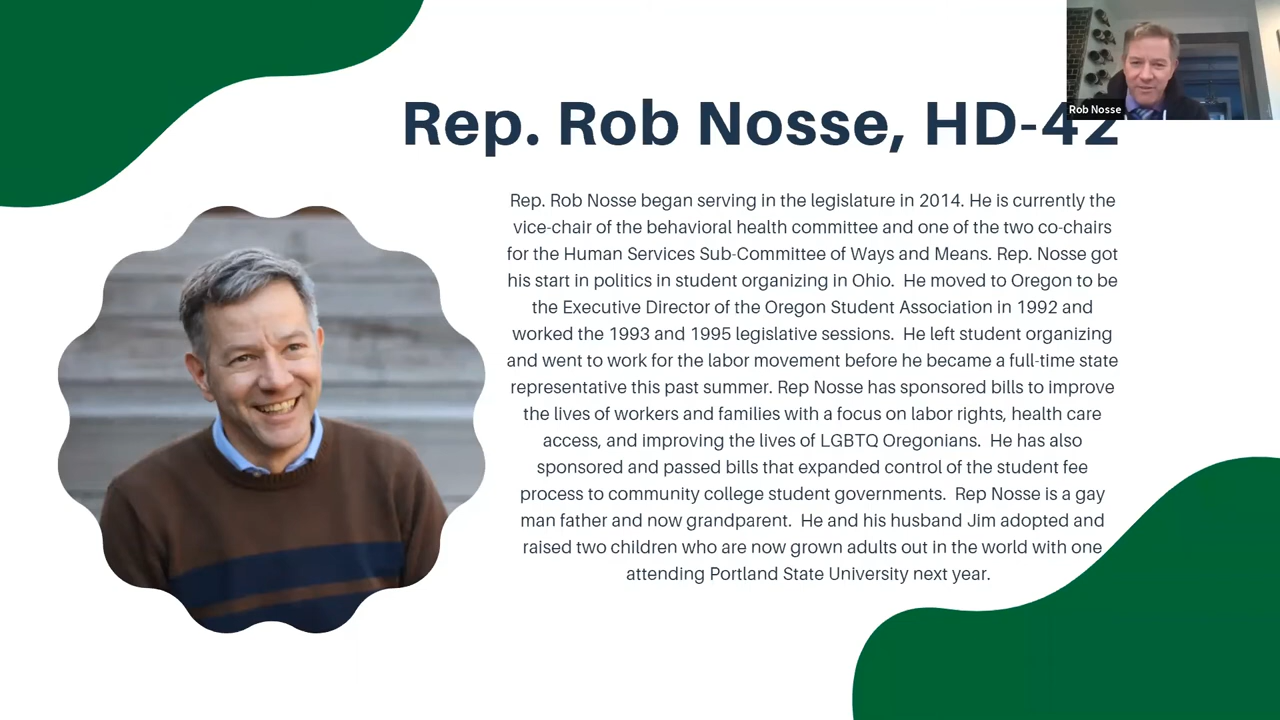 Rep. Rob Nosse, HD-42
Rob Nosse
Rep. Rob Nosse began serving in the legislature in 2014. He is currently the
vice-chair of the behavioral health committee and one of the two co-chairs
for the Human Services Sub-Committee of Ways and Means. Rep. Nosse got
his start in politics in student organizing in Ohio.  He moved to Oregon to be
the Executive Director of the Oregon Student Association in 1992 and
worked the 1993 and 1995 legislative sessions.  He left student organizing
and went to work for the labor movement before he became a full-time state
representative this past summer. Rep Nosse has sponsored bills to improve
the lives of workers and families with a focus on labor rights, health care
access, and improving the lives of LGBTQ Oregonians.  He has also
sponsored and passed bills that expanded control of the student fee
process to community college student governments.  Rep Nosse is a gay
man father and now grandparent.  He and his husband Jim adopted and
raised two children who are now grown adults out in the world with one
attending Portland State University next year.